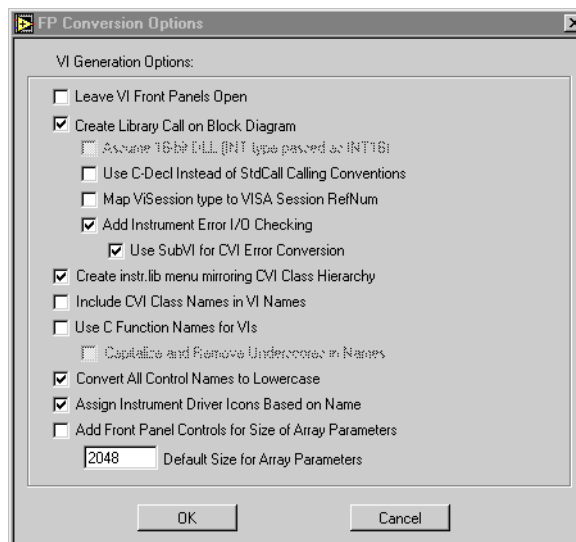 FP Conversion Options
VI Generation Options:
Leave VI Front Panels Open
Create Library Call on Block Diagram
Assume 16-bit DLL (INT type passed as INT16)
Use C-Decl Instead of StdCall Calling Conventions
Map ViSession type to VISA Session RefNum
Add Instrument Error I/O Checking
Use SubVI for CVI Error Conversion
Create instr.lib menu mirroring CVI Class Hierarchy
Include CVI Class Names in VI Names
Use C Function Names for VIs
Capitalize and Remove Underscores in Names
Convert All Control Names to Lowercase
Assign Instrument Driver Icons Based on Name
Add Front Panel Controls for Size of Array Parameters
2048 Default Size for Array Parameters
OK Cancel